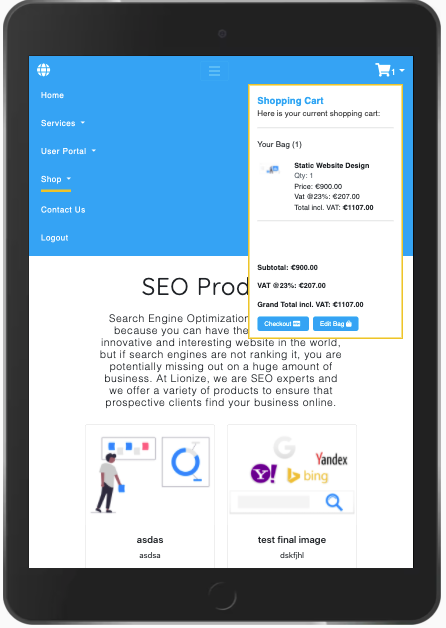 1
Home
Services
User Portal
Shop
Contact Us
Logout
Shopping Cart
Here is your current shopping cart:
Your Bag (1)
Static Website Design
Qty: 1
Price: €900.00
Vat @23%: €207.00
Total incl. VAT: €1107.00
Subtotal: €900.00
VAT @23%: €207.00
Grand Total incl. VAT: €1107.00
Checkout
Edit Bag
SEO Prod
Search Engine Optimization
because you can have the
innovative and interesting website in the world,
but if search engines are not ranking it, you are
potentially missing out on a huge amount of
business. At Lionize, we are SEO experts and
we offer a variety of products to ensure that
prospective clients find your business online.
G
Yandex
Y!
bing
asdas
asdsa
test final image
dskfjhl